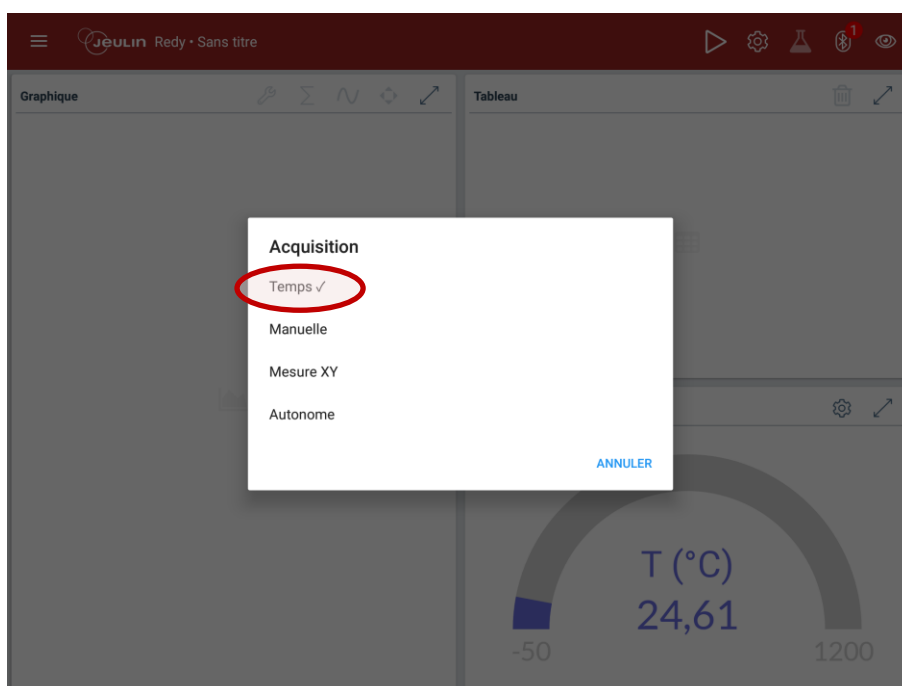 Jeulin Redy • Sans titre
1
Graphique
Tableau
Acquisition
Temps ✓
Manuelle
Mesure XY
Autonome
ANNULER
T (°C)
24,61
-50
1200